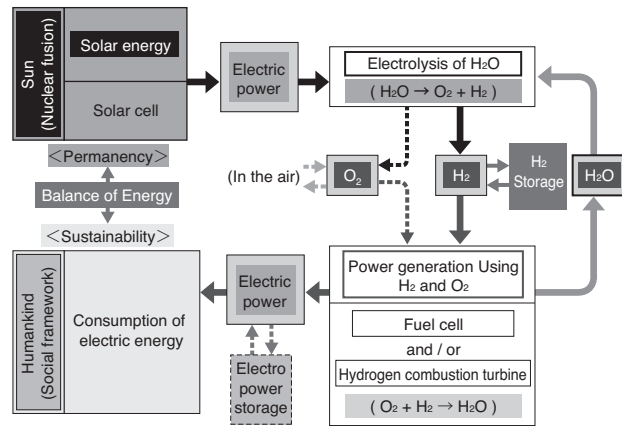 Sun
(Nuclear fusion)
Solar energy
Solar cell
Electric
power
Electrolysis of H₂O
( H₂O → O₂ + H₂ )
<Permanency>
Balance of Energy
<Sustainability>
(In the air)
O₂
H₂
H₂
Storage
H₂O
Humankind
(Social framework)
Consumption of
electric energy
Electric
power
Electro
power
storage
Power generation Using
H₂ and O₂
Fuel cell
and / or
Hydrogen combustion turbine
( O₂ + H₂ → H₂O )